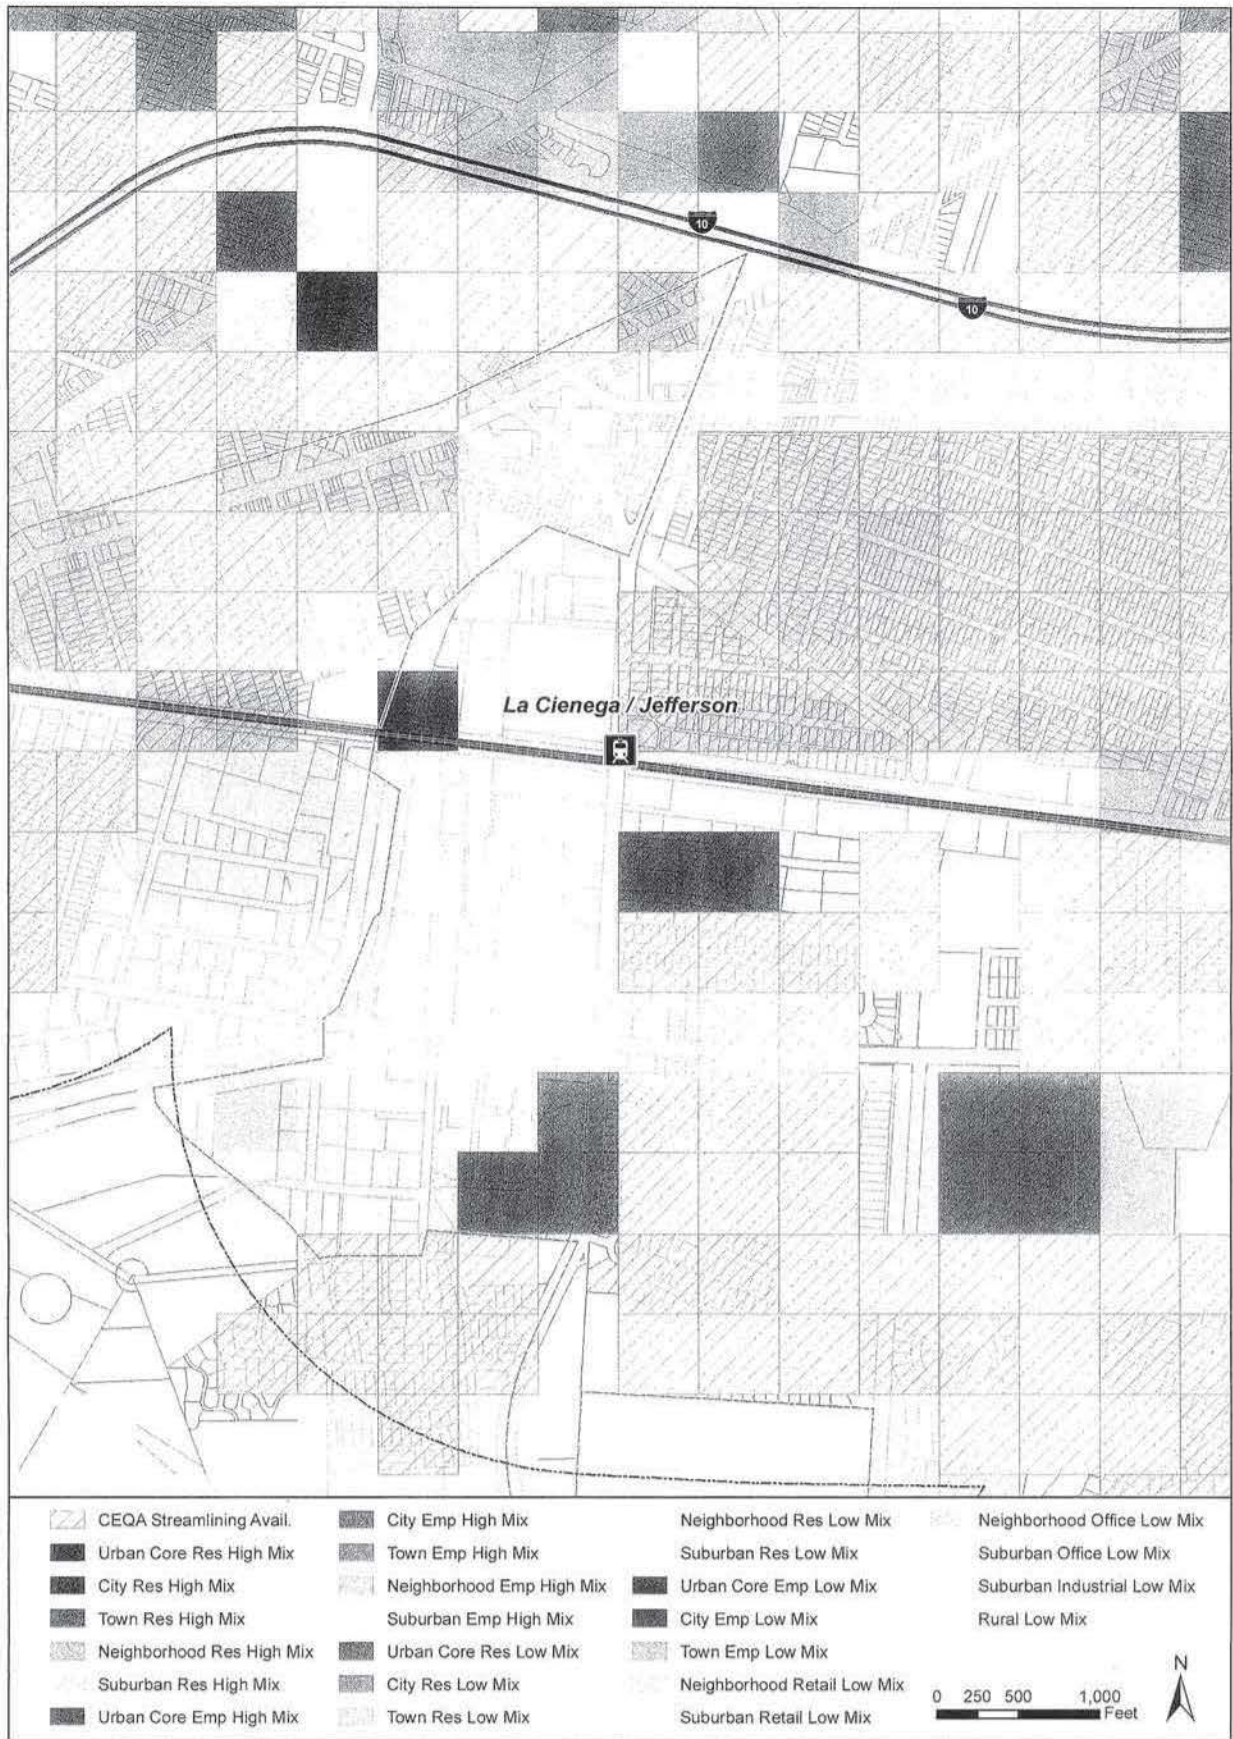 10
10
La Cienega / Jefferson
CEQA Streamlining Avail.
Urban Core Res High Mix
City Res High Mix
Town Res High Mix
Neighborhood Res High Mix
Suburban Res High Mix
Urban Core Emp High Mix
City Emp High Mix
Town Emp High Mix
Neighborhood Emp High Mix
Suburban Emp High Mix
Urban Core Res Low Mix
City Res Low Mix
Town Res Low Mix
Neighborhood Res Low Mix
Suburban Res Low Mix
Urban Core Emp Low Mix
City Emp Low Mix
Town Emp Low Mix
Neighborhood Retail Low Mix
Suburban Retail Low Mix
Neighborhood Office Low Mix
Suburban Office Low Mix
Suburban Industrial Low Mix
Rural Low Mix
N
0 250 500 1,000
Feet